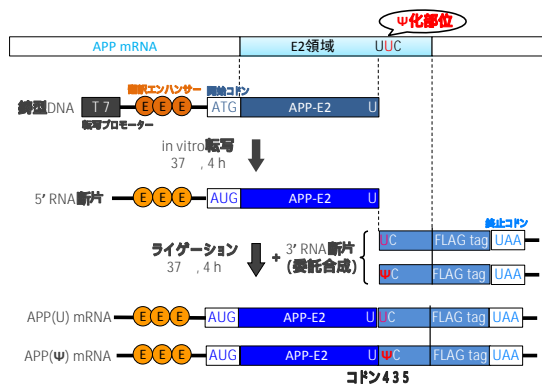 Ψ化部位
APP mRNA
E2領域
UUC
翻訳エンハンサー
開始コドン
鋳型DNA
T 7
E E E
ATG
APP-E2
U
転写プロモーター
in vitro転写
37 , 4 h
5' RNA断片
E E E
AUG
APP-E2
U
終止コドン
UC
FLAG tag
UAA
ライゲーション
37 , 4 h
+
3' RNA断片
(委託合成)
ΨC
FLAG tag
UAA
APP(U) mRNA
E E E
AUG
APP-E2
U
UC
FLAG tag
UAA
APP(Ψ) mRNA
E E E
AUG
APP-E2
U
ΨC
FLAG tag
UAA
コドン435